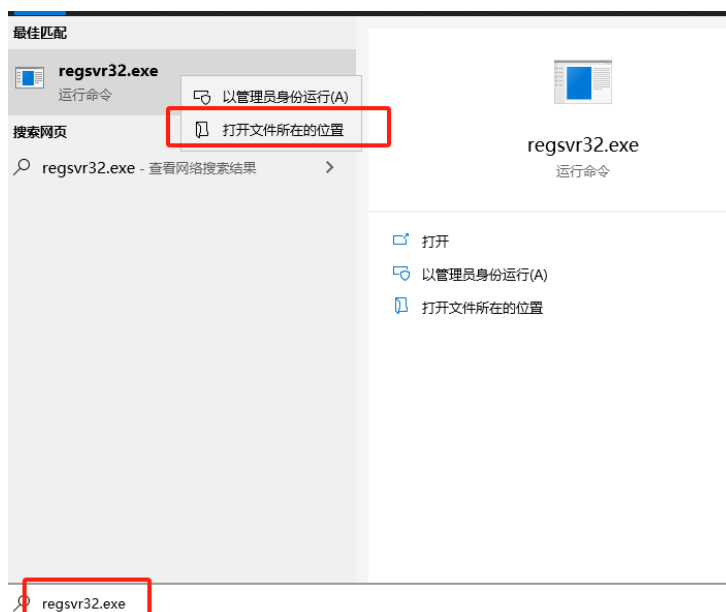 最佳匹配
regsvr32.exe
运行命令
以管理员身份运行(A)
打开文件所在的位置
搜索网页
regsvr32.exe - 查看网络搜索结果
regsvr32.exe
运行命令
打开
以管理员身份运行(A)
打开文件所在的位置
regsvr32.exe